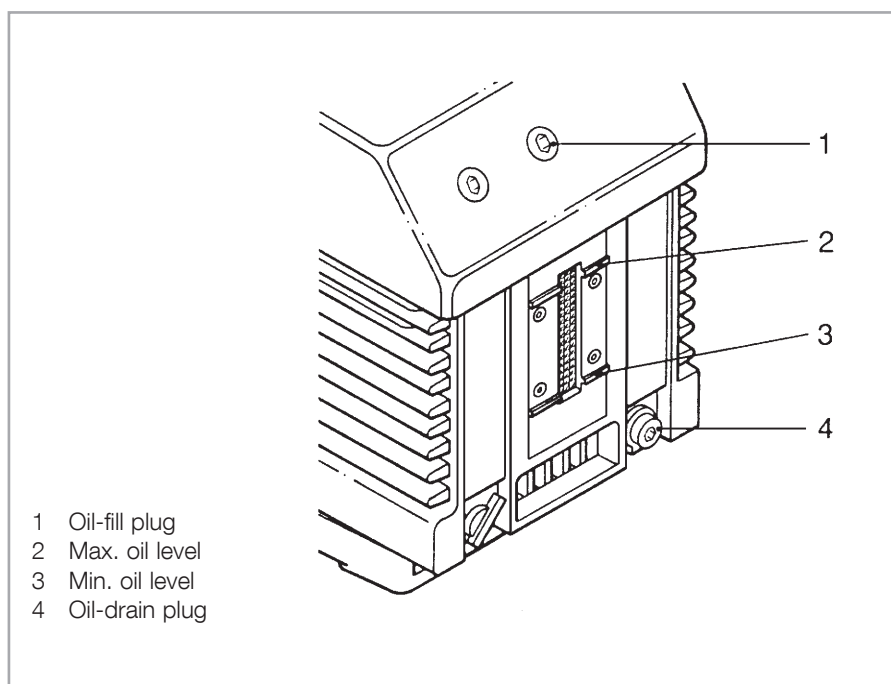 1
2
3
4
1 Oil-fill plug
2 Max. oil level
3 Min. oil level
4 Oil-drain plug